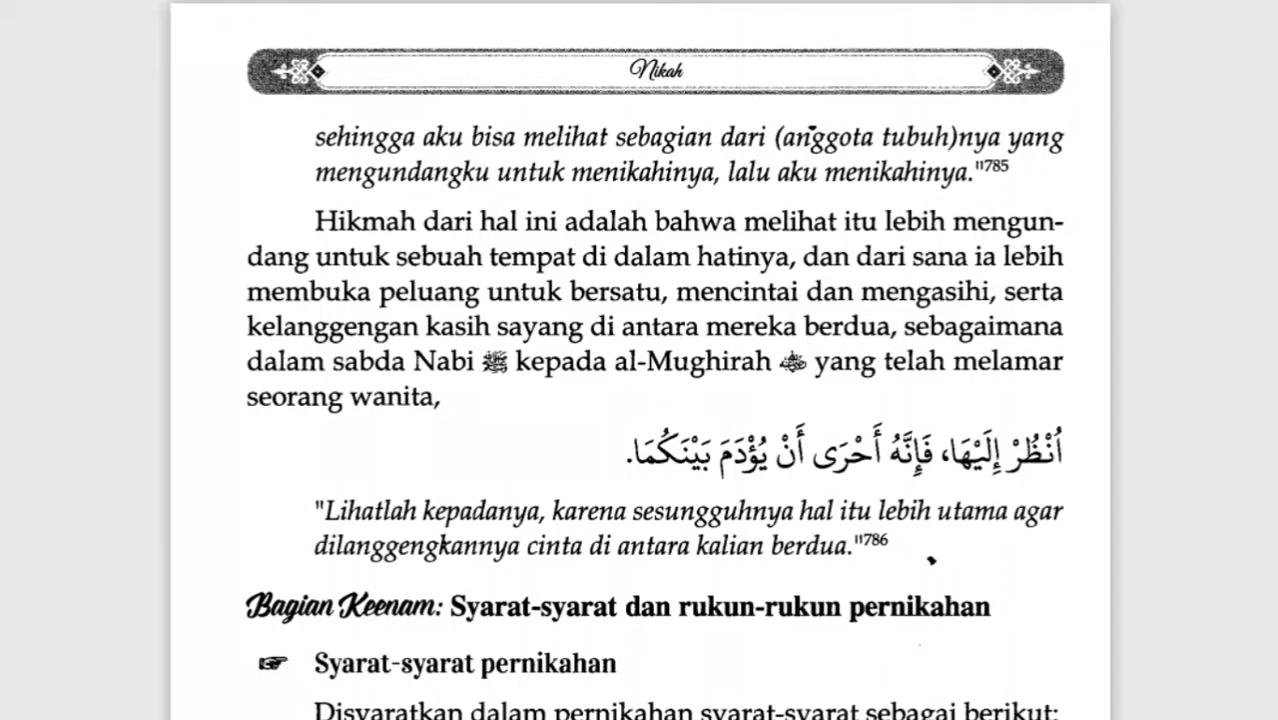 Nikah
sehingga aku bisa melihat sebagian dari (anggota tubuh)nya yang
mengundangku untuk menikahinya, lalu aku menikahinya."785
Hikmah dari hal ini adalah bahwa melihat itu lebih mengun-
dang untuk sebuah tempat di dalam hatinya, dan dari sana ia lebih
membuka peluang untuk bersatu, mencintai dan mengasihi, serta
kelanggengan kasih sayang di antara mereka berdua, sebagaimana
dalam sabda Nabi ﷺ kepada al-Mughirah yang telah melamar
seorang wanita,
اُنْظُرْ إِلَيْهَا، فَإِنَّهُ أَحْرَى أَنْ يُؤْدَمَ بَيْنَكُمَا.
"Lihatlah kepadanya, karena sesungguhnya hal itu lebih utama agar
dilanggengkannya cinta di antara kalian berdua."786
Bagian Keenam: Syarat-syarat dan rukun-rukun pernikahan
☞ Syarat-syarat pernikahan
Disyaratkan dalam pernikahan syarat-syarat sebagai berikut: